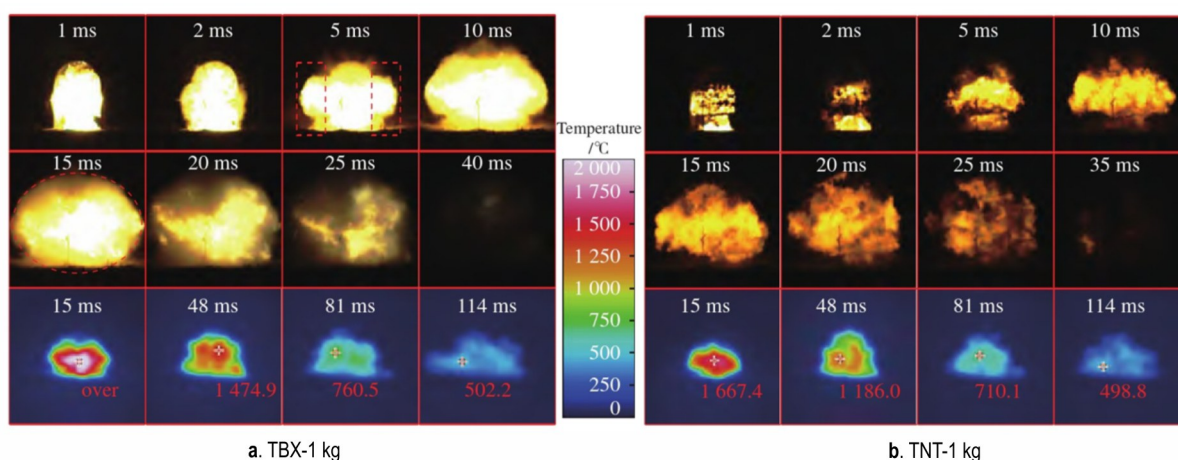 1 ms 2 ms 5 ms 10 ms
15 ms 20 ms 25 ms 40 ms
15 ms 48 ms 81 ms 114 ms
over 1 474.9 760.5 502.2
a. TBX-1 kg
Temperature
/℃
2 000
1 750
1 500
1 250
1 000
750
500
250
0
1 ms 2 ms 5 ms 10 ms
15 ms 20 ms 25 ms 35 ms
15 ms 48 ms 81 ms 114 ms
1 667.4 1 186.0 710.1 498.8
b. TNT-1 kg